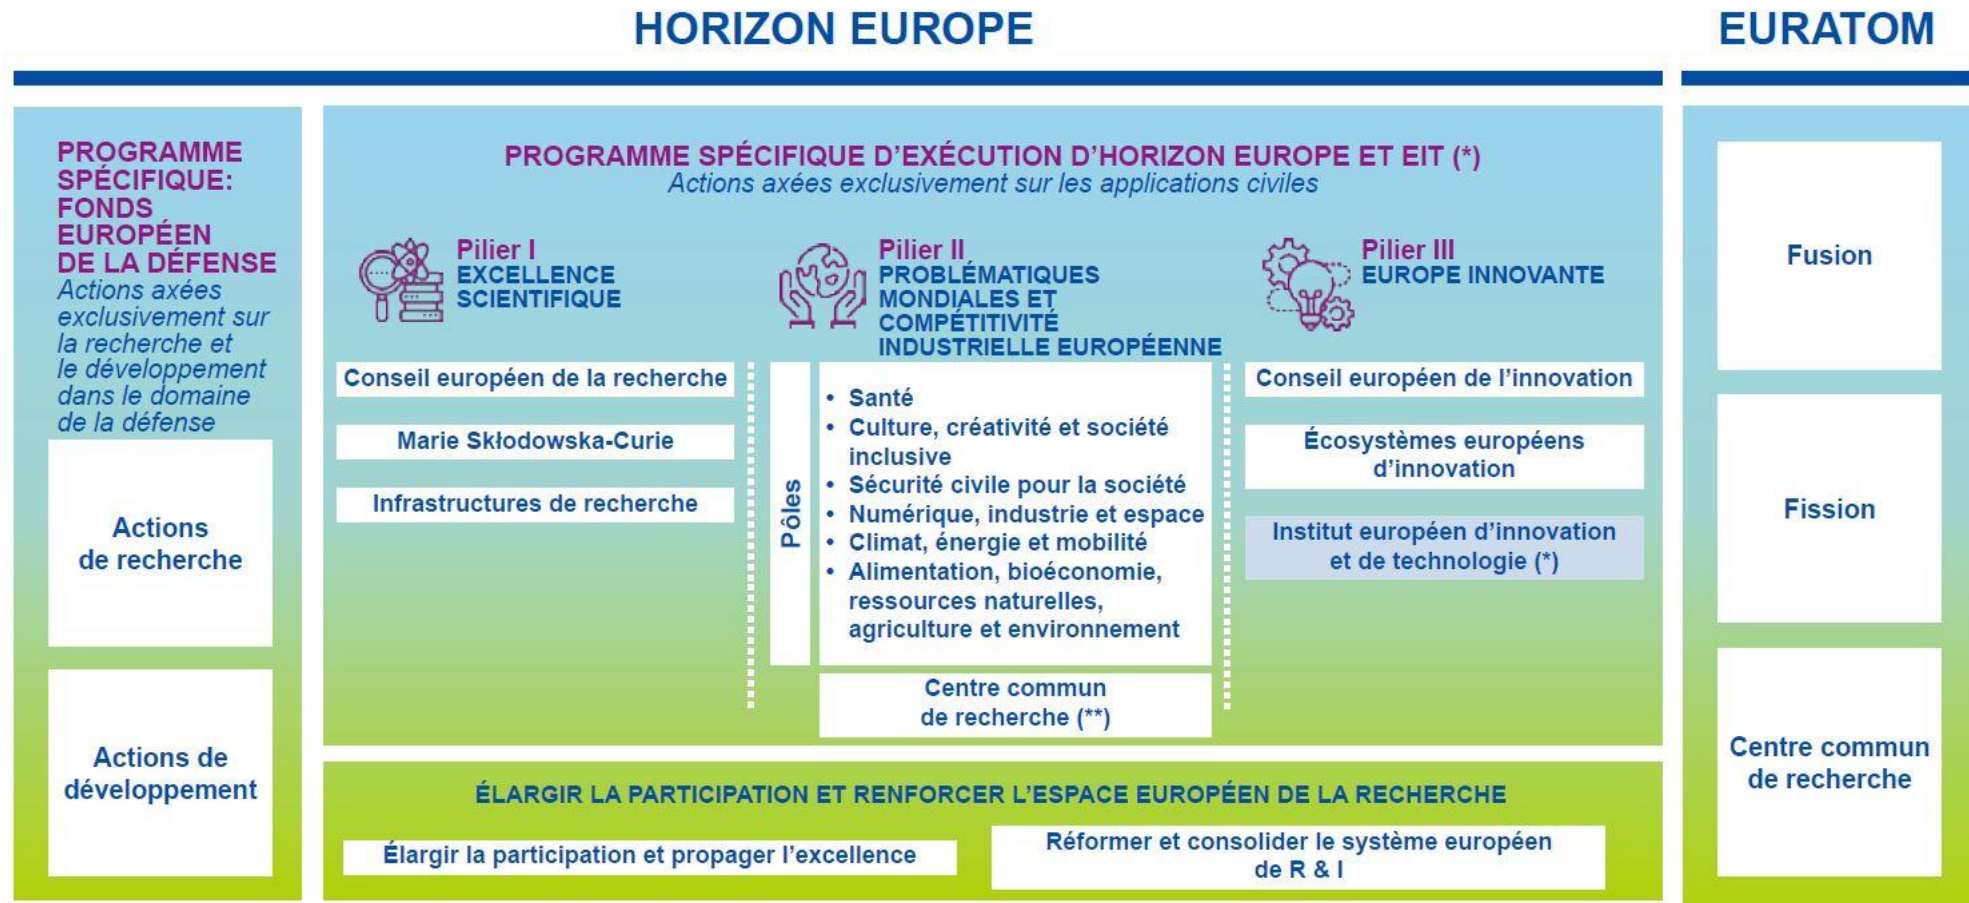 HORIZON EUROPE
EURATOM
PROGRAMME
SPÉCIFIQUE:
FONDS
EUROPÉEN
DE LA DÉFENSE
Actions axées
exclusivement sur
la recherche et
le développement
dans le domaine
de la défense
Actions
de recherche
Actions de
développement
PROGRAMME SPÉCIFIQUE D’EXÉCUTION D’HORIZON EUROPE ET EIT (*)
Actions axées exclusivement sur les applications civiles
Pilier I
EXCELLENCE
SCIENTIFIQUE
Conseil européen de la recherche
Marie Skłodowska-Curie
Infrastructures de recherche
Pilier II
PROBLÉMATIQUES
MONDIALES ET
COMPÉTITIVITÉ
INDUSTRIELLE EUROPÉENNE
Pôles
• Santé
• Culture, créativité et société
inclusive
• Sécurité civile pour la société
• Numérique, industrie et espace
• Climat, énergie et mobilité
• Alimentation, bioéconomie,
ressources naturelles,
agriculture et environnement
Centre commun
de recherche (**)
Pilier III
EUROPE INNOVANTE
Conseil européen de l’innovation
Écosystèmes européens
d’innovation
Institut européen d’innovation
et de technologie (*)
ÉLARGIR LA PARTICIPATION ET RENFORCER L’ESPACE EUROPÉEN DE LA RECHERCHE
Élargir la participation et propager l’excellence
Réformer et consolider le système européen
de R & I
Fusion
Fission
Centre commun
de recherche